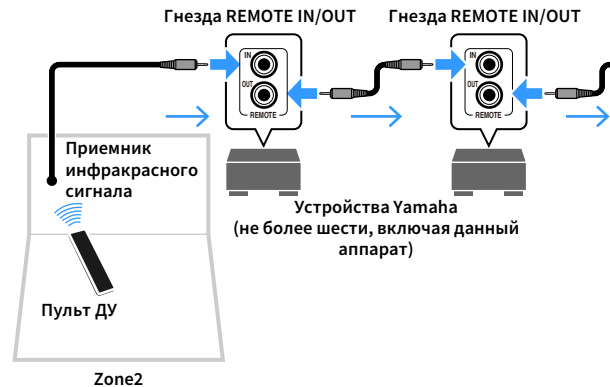 Гнезда REMOTE IN/OUT
Гнезда REMOTE IN/OUT
IN
OUT
REMOTE
IN
OUT
REMOTE
Приемник
инфракрасного
сигнала
Устройства Yamaha
(не более шести, включая данный
аппарат)
Пульт ДУ
Zone2